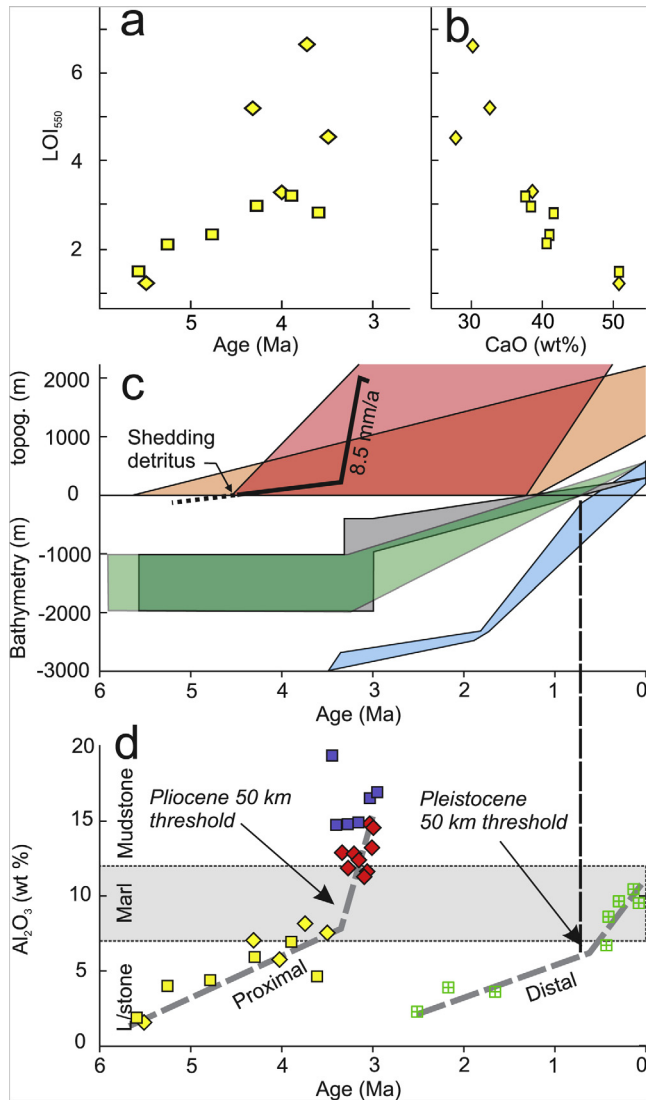 a
b
LOI550
6
4
2
5
4
3
Age (Ma)
30
40
50
CaO (wt%)
c
topog. (m)
2000
1000
0
Shedding
detritus
8.5 mm/a
Bathymetry (m)
-1000
-2000
-3000
6
5
4
3
2
1
0
Age (Ma)
d
Al2O3 (wt %)
20
15
10
5
0
Mudstone
Marl
L/stone
Pliocene 50 km
threshold
Pleistocene
50 km threshold
Proximal
Distal
6
5
4
3
2
1
0
Age (Ma)